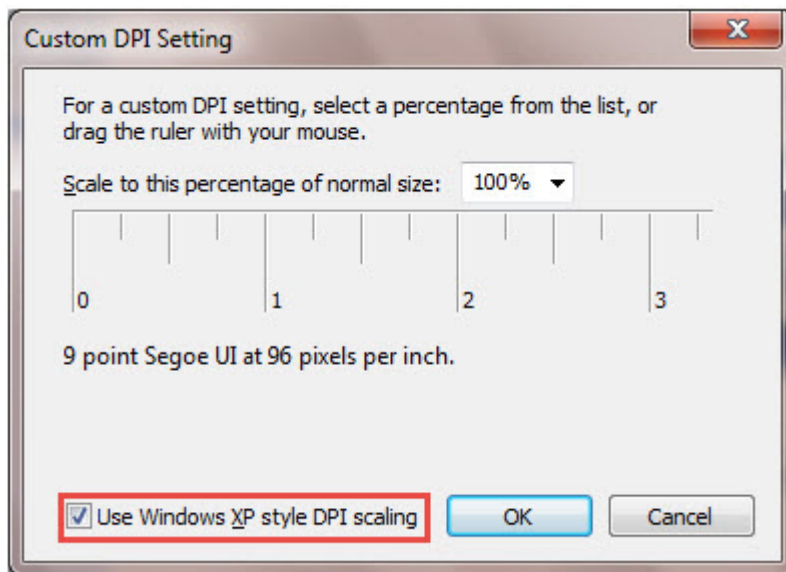 Custom DPI Setting
For a custom DPI setting, select a percentage from the list, or
drag the ruler with your mouse.
Scale to this percentage of normal size: 100%
0 1 2 3
9 point Segoe UI at 96 pixels per inch.
Use Windows XP style DPI scaling OK Cancel